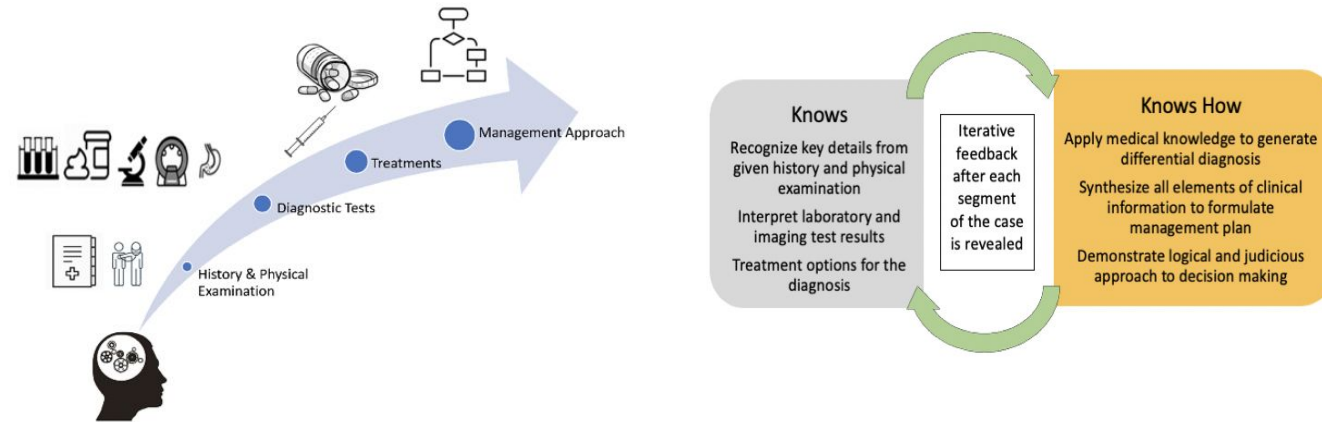 Management Approach
Treatments
Diagnostic Tests
History & Physical
Examination
Knows
Recognize key details from
given history and physical
examination
Interpret laboratory and
imaging test results
Treatment options for the
diagnosis
Iterative
feedback
after each
segment
of the case
is revealed
Knows How
Apply medical knowledge to generate
differential diagnosis
Synthesize all elements of clinical
information to formulate
management plan
Demonstrate logical and judicious
approach to decision making